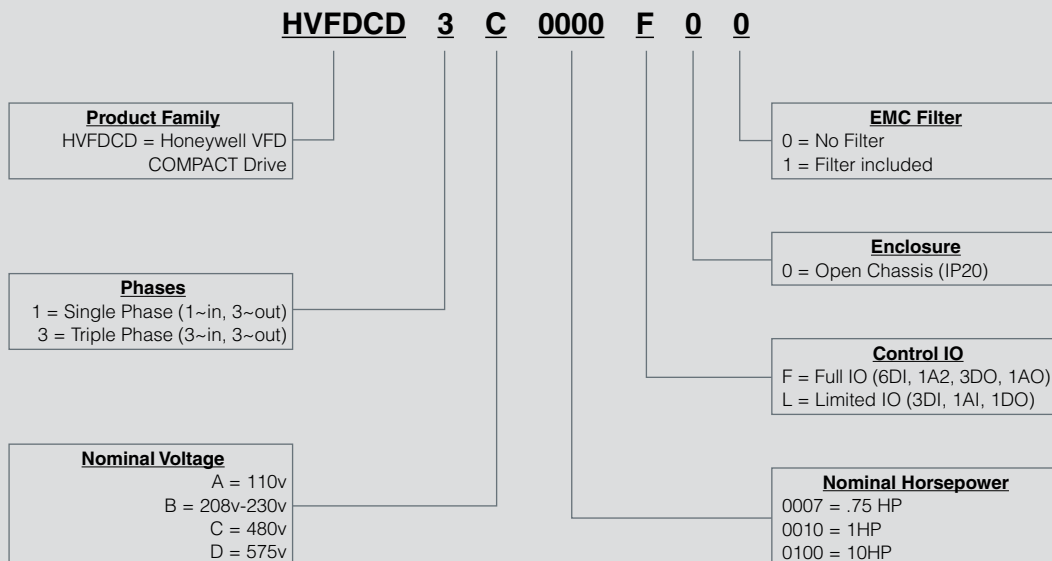 HVFDCD 3 C 0000 F 0 0
Product Family
HVFDCD = Honeywell VFD
COMPACT Drive
Phases
1 = Single Phase (1~in, 3~out)
3 = Triple Phase (3~in, 3~out)
Nominal Voltage
A = 110v
B = 208v-230v
C = 480v
D = 575v
EMC Filter
0 = No Filter
1 = Filter included
Enclosure
0 = Open Chassis (IP20)
Control IO
F = Full IO (6DI, 1A2, 3DO, 1AO)
L = Limited IO (3DI, 1AI, 1DO)
Nominal Horsepower
0007 = .75 HP
0010 = 1HP
0100 = 10HP